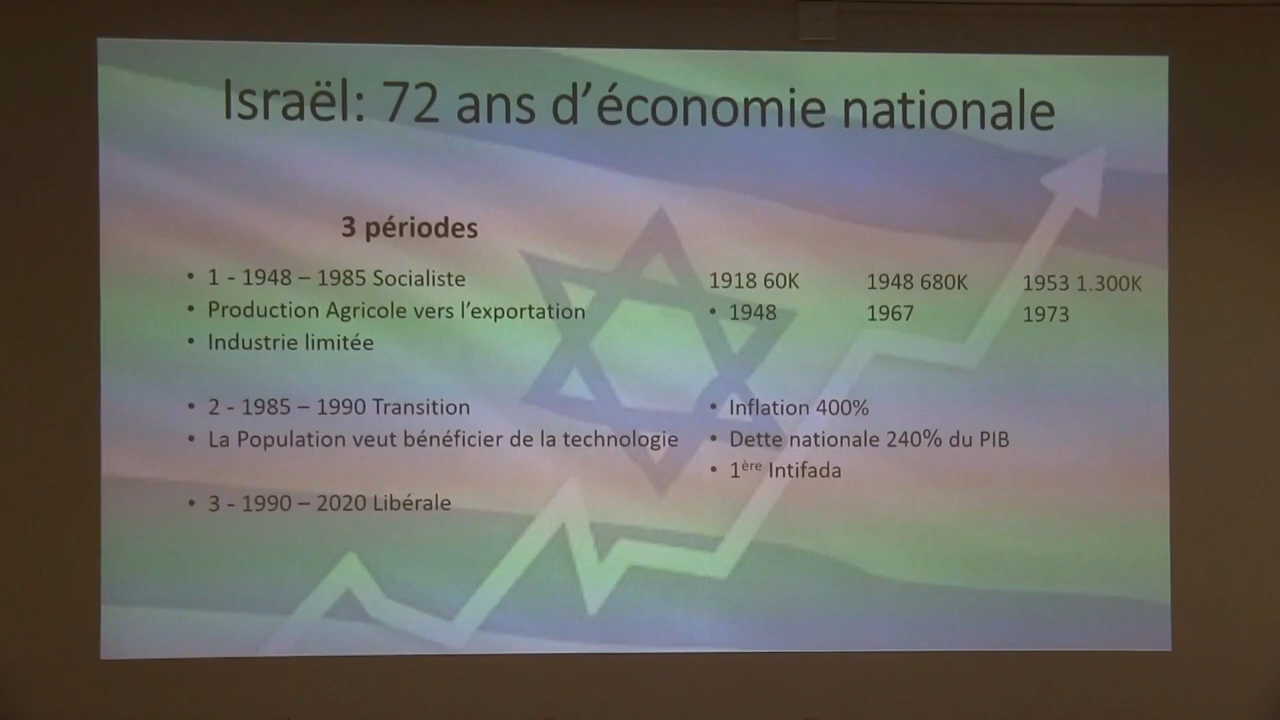 Israël: 72 ans d’économie nationale
3 périodes
• 1 - 1948 – 1985 Socialiste
• Production Agricole vers l’exportation
• Industrie limitée
1918 60K 1948 680K 1953 1.300K
• 1948 1967 1973
• 2 - 1985 – 1990 Transition
• La Population veut bénéficier de la technologie
• Inflation 400%
• Dette nationale 240% du PIB
• 1ère Intifada
• 3 - 1990 – 2020 Libérale